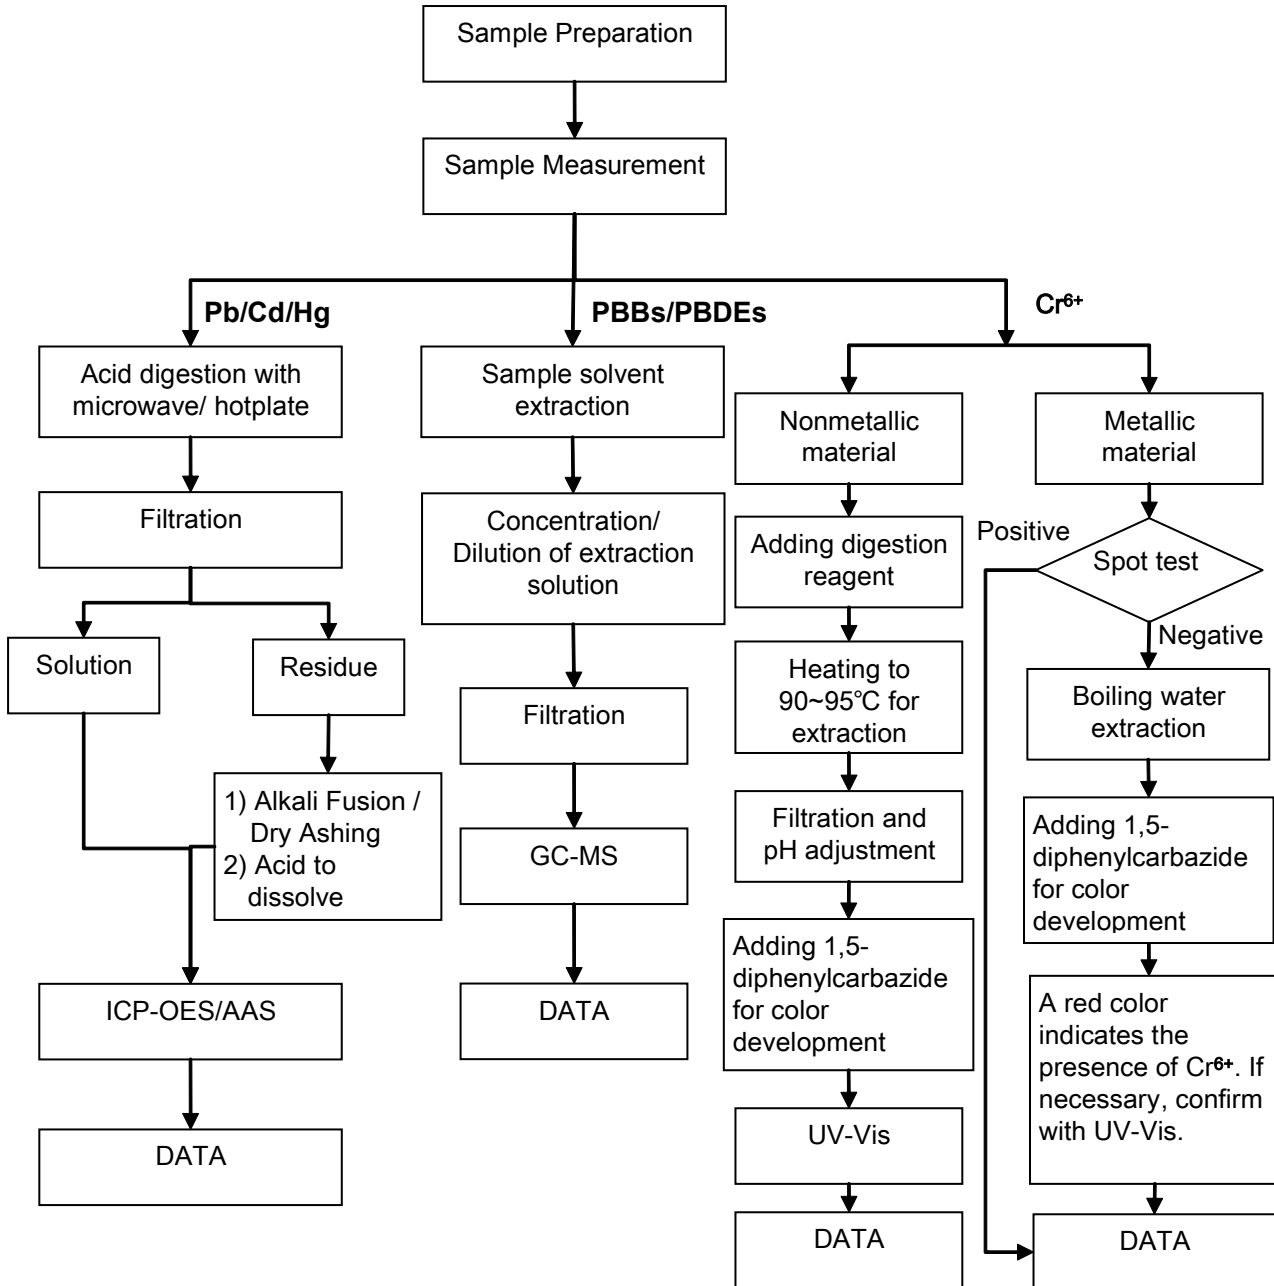 Sample Preparation
Sample Measurement
Pb/Cd/Hg
PBBs/PBDEs
Cr⁶⁺
Acid digestion with
microwave/ hotplate
Filtration
Solution
Residue
1) Alkali Fusion /
Dry Ashing
2) Acid to
dissolve
ICP-OES/AAS
DATA
Sample solvent
extraction
Concentration/
Dilution of extraction
solution
Filtration
GC-MS
DATA
Nonmetallic
material
Adding digestion
reagent
Heating to
90~95℃ for
extraction
Filtration and
pH adjustment
Adding 1,5-
diphenylcarbazide
for color
development
UV-Vis
DATA
Metallic
material
Spot test
Positive
Negative
Boiling water
extraction
Adding 1,5-
diphenylcarbazide
for color
development
A red color
indicates the
presence of Cr⁶⁺. If
necessary, confirm
with UV-Vis.
DATA